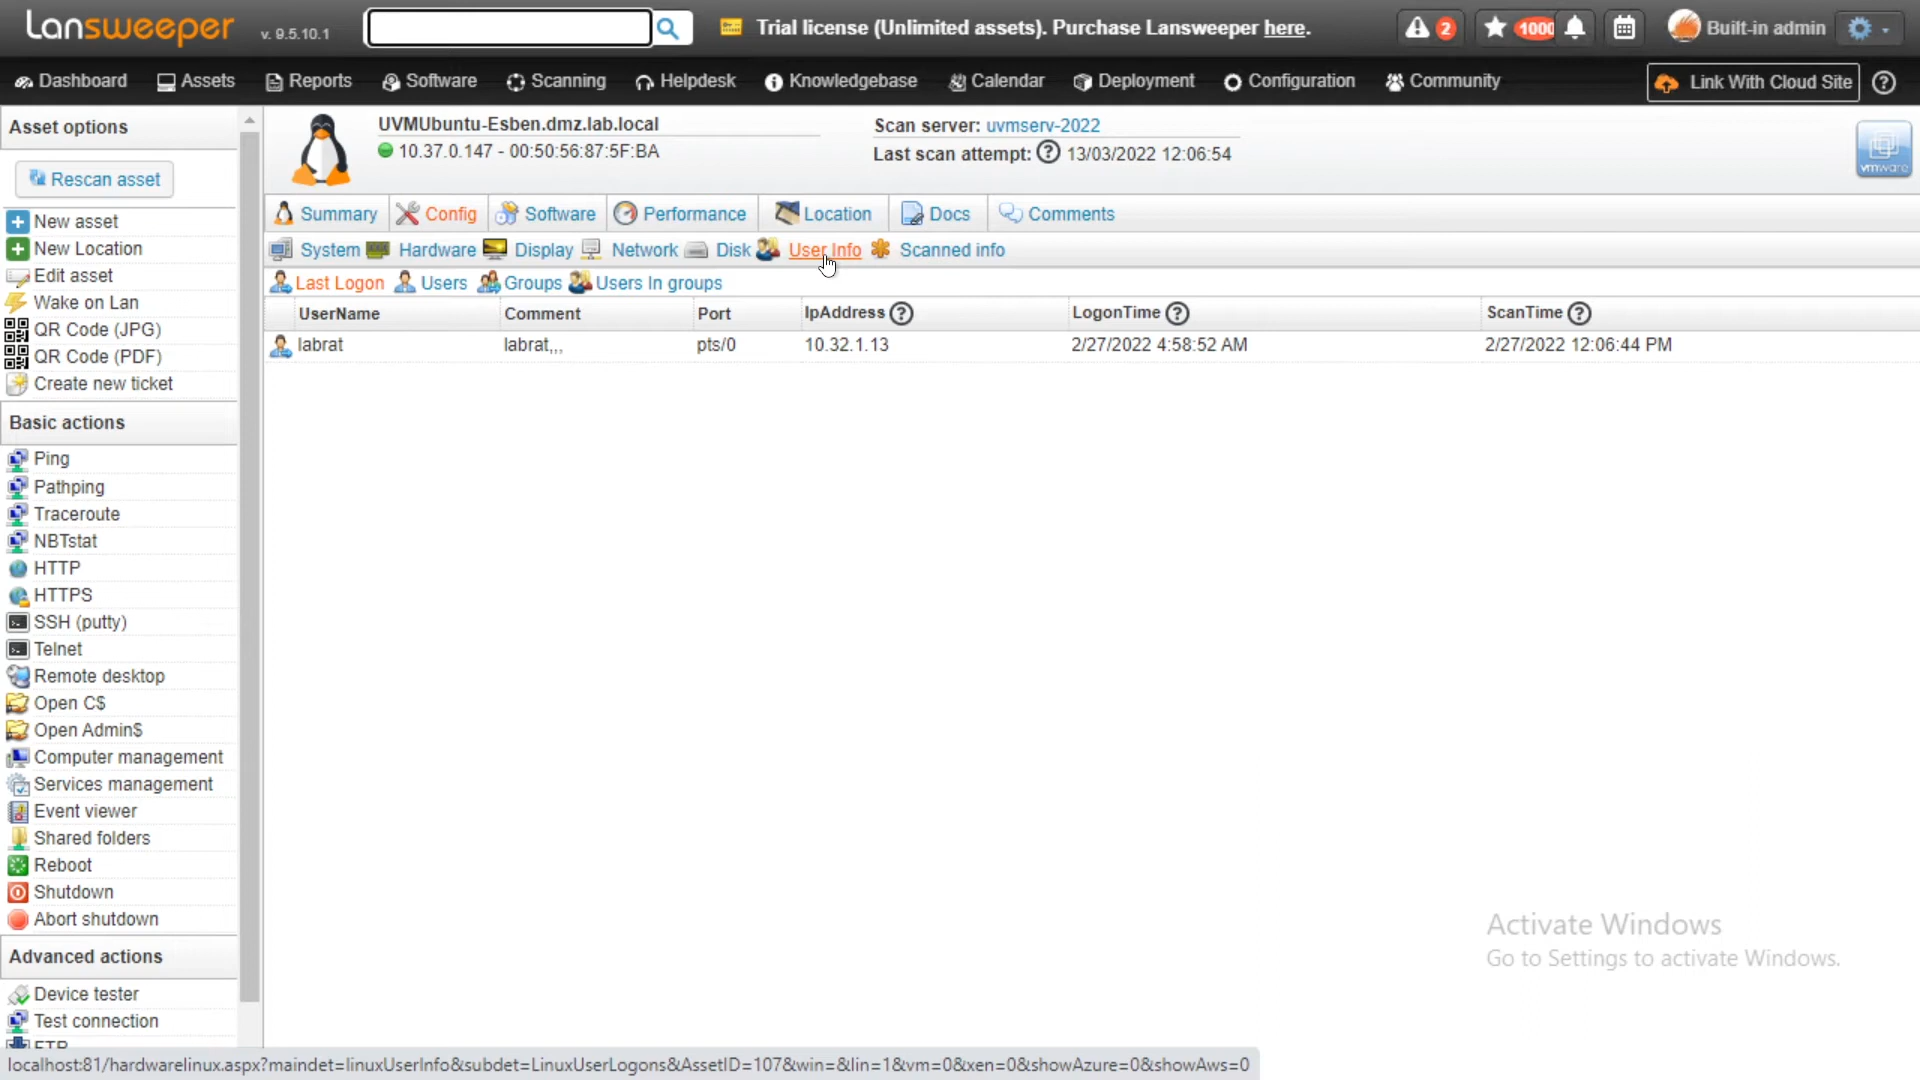 Lansweeper v. 9.5.10.1 Trial license (Unlimited assets). Purchase Lansweeper here. 2 1000 Built-in admin
Dashboard Assets Reports Software Scanning Helpdesk Knowledgebase Calendar Deployment Configuration Community Link With Cloud Site
Asset options
Rescan asset
New asset
New Location
Edit asset
Wake on Lan
QR Code (JPG)
QR Code (PDF)
Create new ticket
Basic actions
Ping
Pathping
Traceroute
NBTstat
HTTP
HTTPS
SSH (putty)
Telnet
Remote desktop
Open C$
Open Admin$
Computer management
Services management
Event viewer
Shared folders
Reboot
Shutdown
Abort shutdown
Advanced actions
Device tester
Test connection
UVMUbuntu-Esben.dmz.lab.local Scan server: uvmserv-2022
10.37.0.147 - 00:50:56:87:5F:BA Last scan attempt: ? 13/03/2022 12:06:54
vmware
Summary Config Software Performance Location Docs Comments
System Hardware Display Network Disk User Info Scanned info
Last Logon Users Groups Users In groups
UserName Comment Port IpAddress ? LogonTime ? ScanTime ?
labrat labrat,,, pts/0 10.32.1.13 2/27/2022 4:58:52 AM 2/27/2022 12:06:44 PM
Activate Windows
Go to Settings to activate Windows.
localhost:81/hardwarelinux.aspx?maindet=linuxUserInfo&subdet=LinuxUserLogons&AssetID=107&win=&lin=1&vm=0&xen=0&showAzure=0&showAws=0